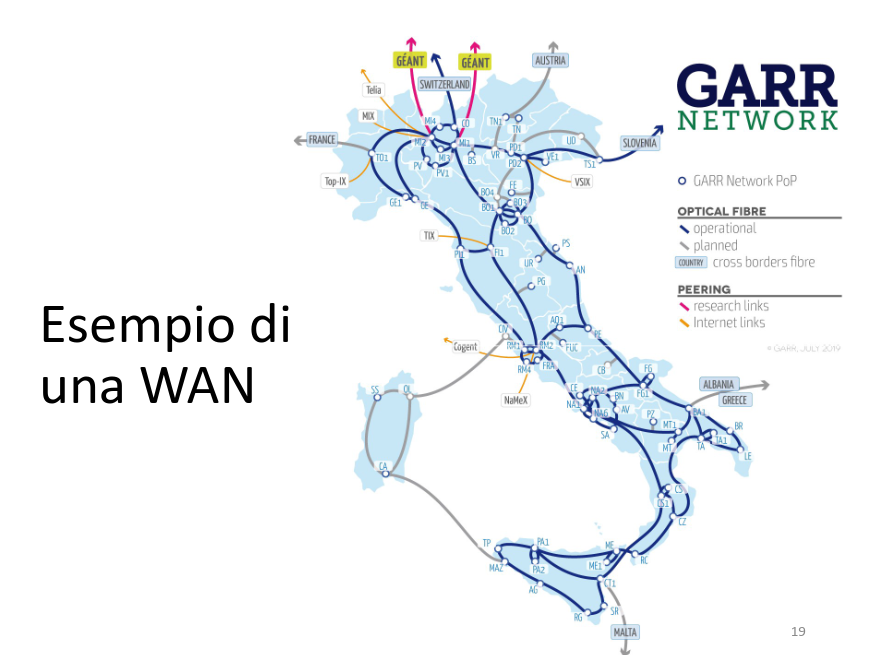 Esempio di
una WAN
GARR
NETWORK
GARR Network PoP
OPTICAL FIBRE
operational
planned
COUNTRY cross borders fibre
PEERING
research links
Internet links
© GARR, JULY 2019
GÉANT
GÉANT
AUSTRIA
SWITZERLAND
Telia
MIX
FRANCE
SLOVENIA
Top-IX
VSIX
TIX
Cogent
NaMeX
ALBANIA
GREECE
MALTA
MI4
CO
MI2
MI1
MI3
PV
PV1
BS
TN1
TN
VR
PD1
PD2
VE1
UD
TS1
TO1
GE1
GE
FE
BO4
BO1
BO3
BO
BO2
PI1
FI1
PS
UR
AN
PG
CIV
AQ1
PE
RM1
RM2
FUC
RM4
FRA
CB
FG
FG1
CE
NA2
NA1
NA6
BN
AV
SA
PZ
MT1
MT
BA1
BR
TA
TA1
LE
SS
OL
CA
CS
CS1
CZ
TP
PA1
ME
MAZ
PA2
ME1
RC
AG
CT1
RG
SR
19